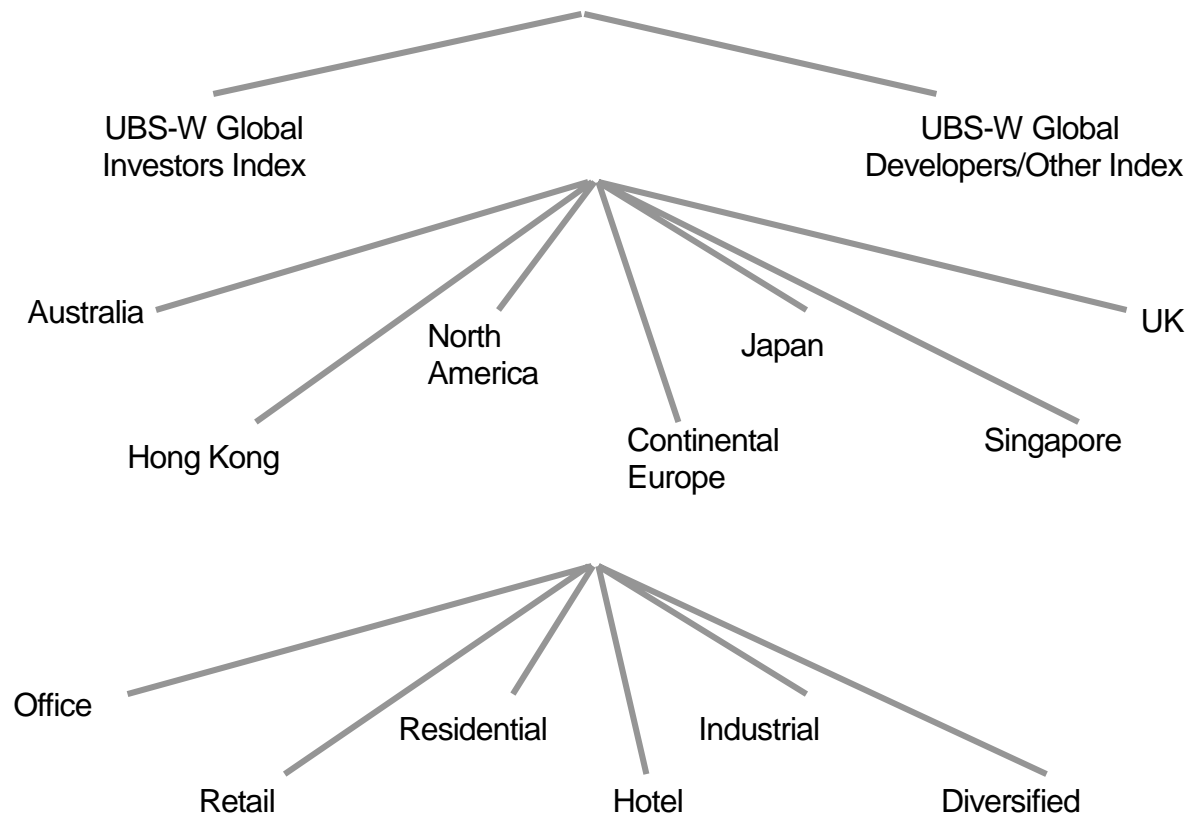 UBS-W Global
Investors Index
UBS-W Global
Developers/Other Index
Australia
North
America
Japan
UK
Hong Kong
Continental
Europe
Singapore
Office
Residential
Industrial
Retail
Hotel
Diversified